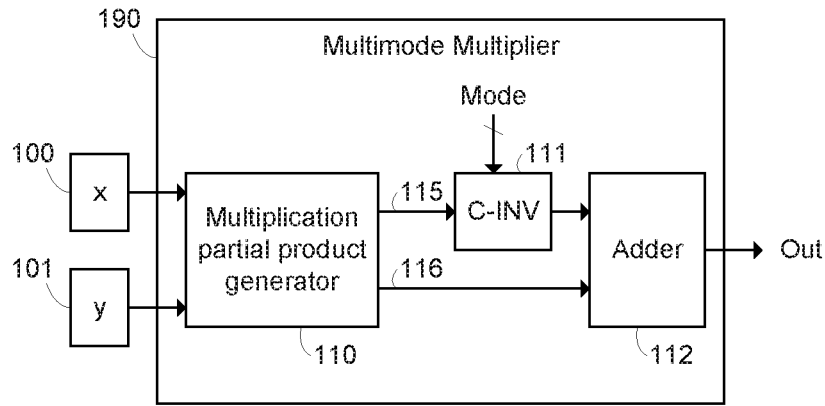 190
Multimode Multiplier
Mode
100
111
x
115
C-INV
Multiplication
partial product
generator
Adder
Out
101
116
y
110
112